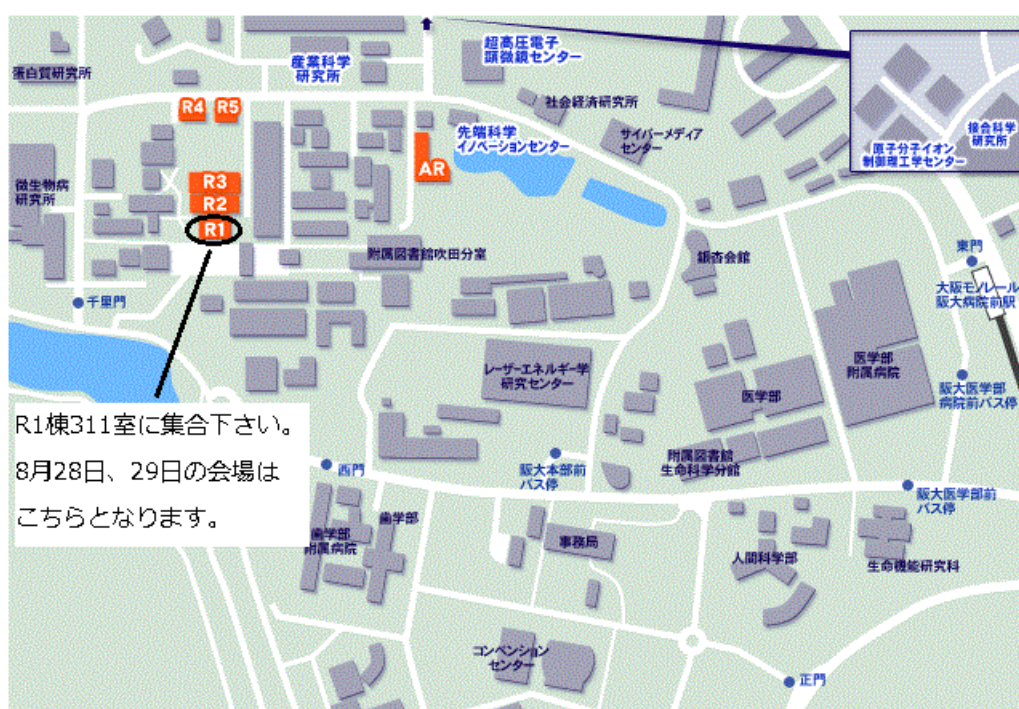 蛋白質研究所
産業科学
研究所
超高圧電子
顕微鏡センター
社会経済研究所
サイバーメディア
センター
接合科学
研究所
原子分子イオン
制御理工学センター
R4
R5
先端科学
イノベーションセンター
AR
微生物病
研究所
R3
R2
R1
附属図書館吹田分室
銀杏会館
東門
大阪モノレール
阪大病院前駅
千里門
レーザーエネルギー学
研究センター
医学部
附属病院
医学部
阪大医学部
病院前バス停
R1棟311室に集合下さい。
8月28日、29日の会場は
こちらとなります。
附属図書館
生命科学分館
西門
阪大本部前
バス停
阪大医学部前
バス停
歯学部
歯学部
附属病院
事務局
人間科学部
生命機能研究科
コンベンション
センター
正門